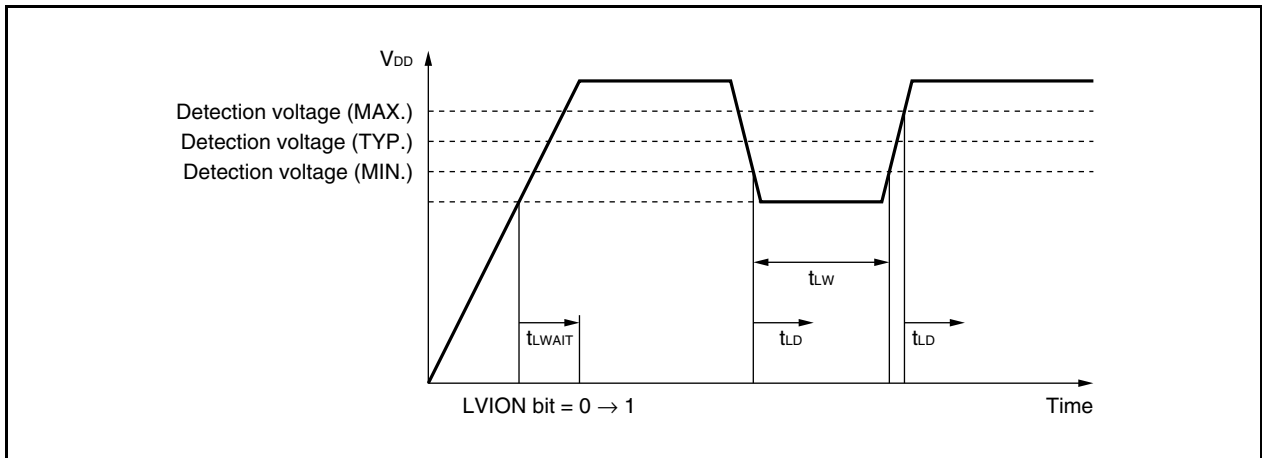 VDD
Detection voltage (MAX.)
Detection voltage (TYP.)
Detection voltage (MIN.)
tLW
tLWAIT
tLD
tLD
LVION bit = 0 → 1
Time